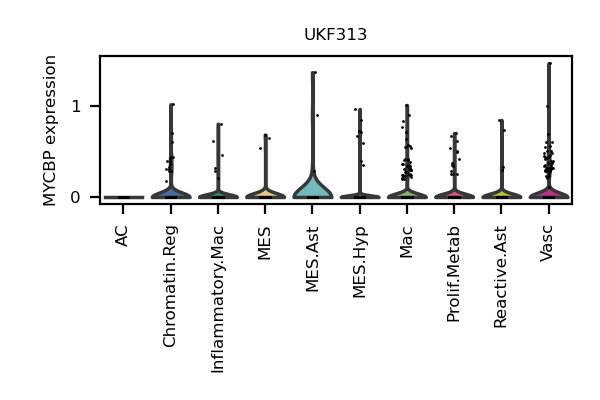 UKF313
MYCBP expression
1
0
AC
Chromatin.Reg
Inflammatory.Mac
MES
MES.Ast
MES.Hyp
Mac
Prolif.Metab
Reactive.Ast
Vasc